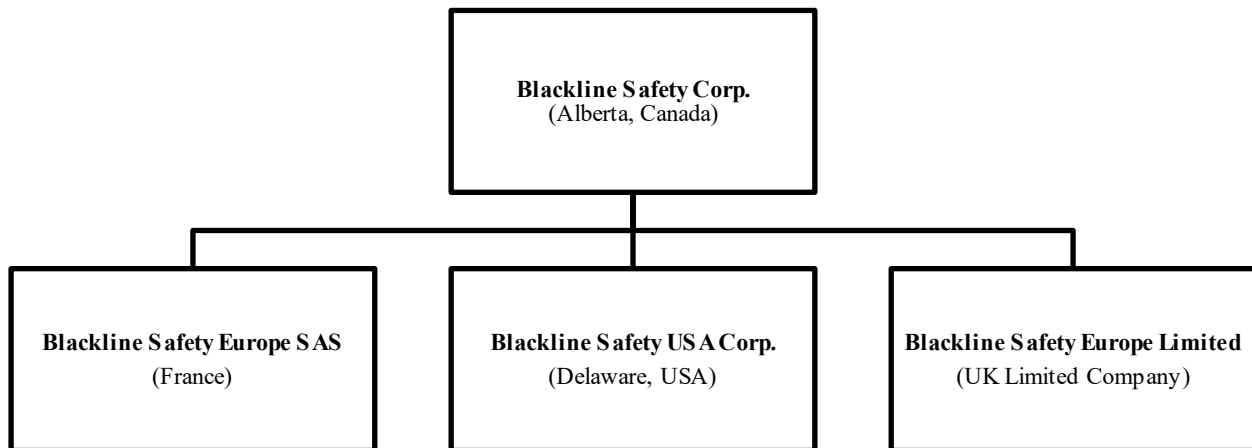 Blackline Safety Corp.
(Alberta, Canada)
Blackline Safety Europe SAS
(France)
Blackline Safety USA Corp.
(Delaware, USA)
Blackline Safety Europe Limited
(UK Limited Company)